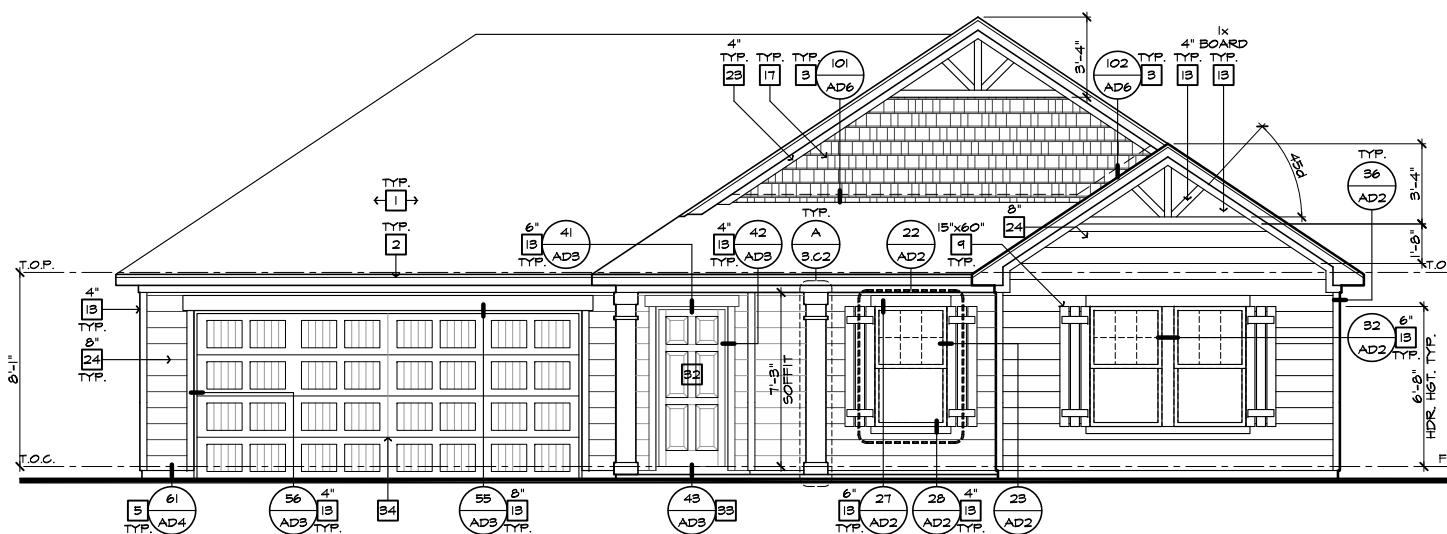 1x
4" TYP. 23
TYP. 17
TYP. 3
101 AD6
102 AD6
TYP. 3
4" TYP. 13
BOARD TYP. 13
3'-4"
45d
TYP. 36 AD2
3'-4"
1'-8"
TYP. 1
TYP. 2
6" 13 TYP.
41 AD3
4" 13 TYP.
42 AD3
TYP. A 3.C2
22 AD2
15"x60" 9 TYP.
8" 24
T.O.P.
T.O
4" 13 TYP.
8" 24 TYP.
8'-1"
32
7'-3" SOFFIT
32 AD2
6" 13 TYP.
6'-8" HDR. HGT. TYP.
T.O.C.
F
5 TYP.
61 AD4
56 AD3
4" 13 TYP.
34
55 AD3
8" 13 TYP.
43 AD3
33
6" 13 TYP.
27 AD2
28 AD2
4" 13 TYP.
23 AD2